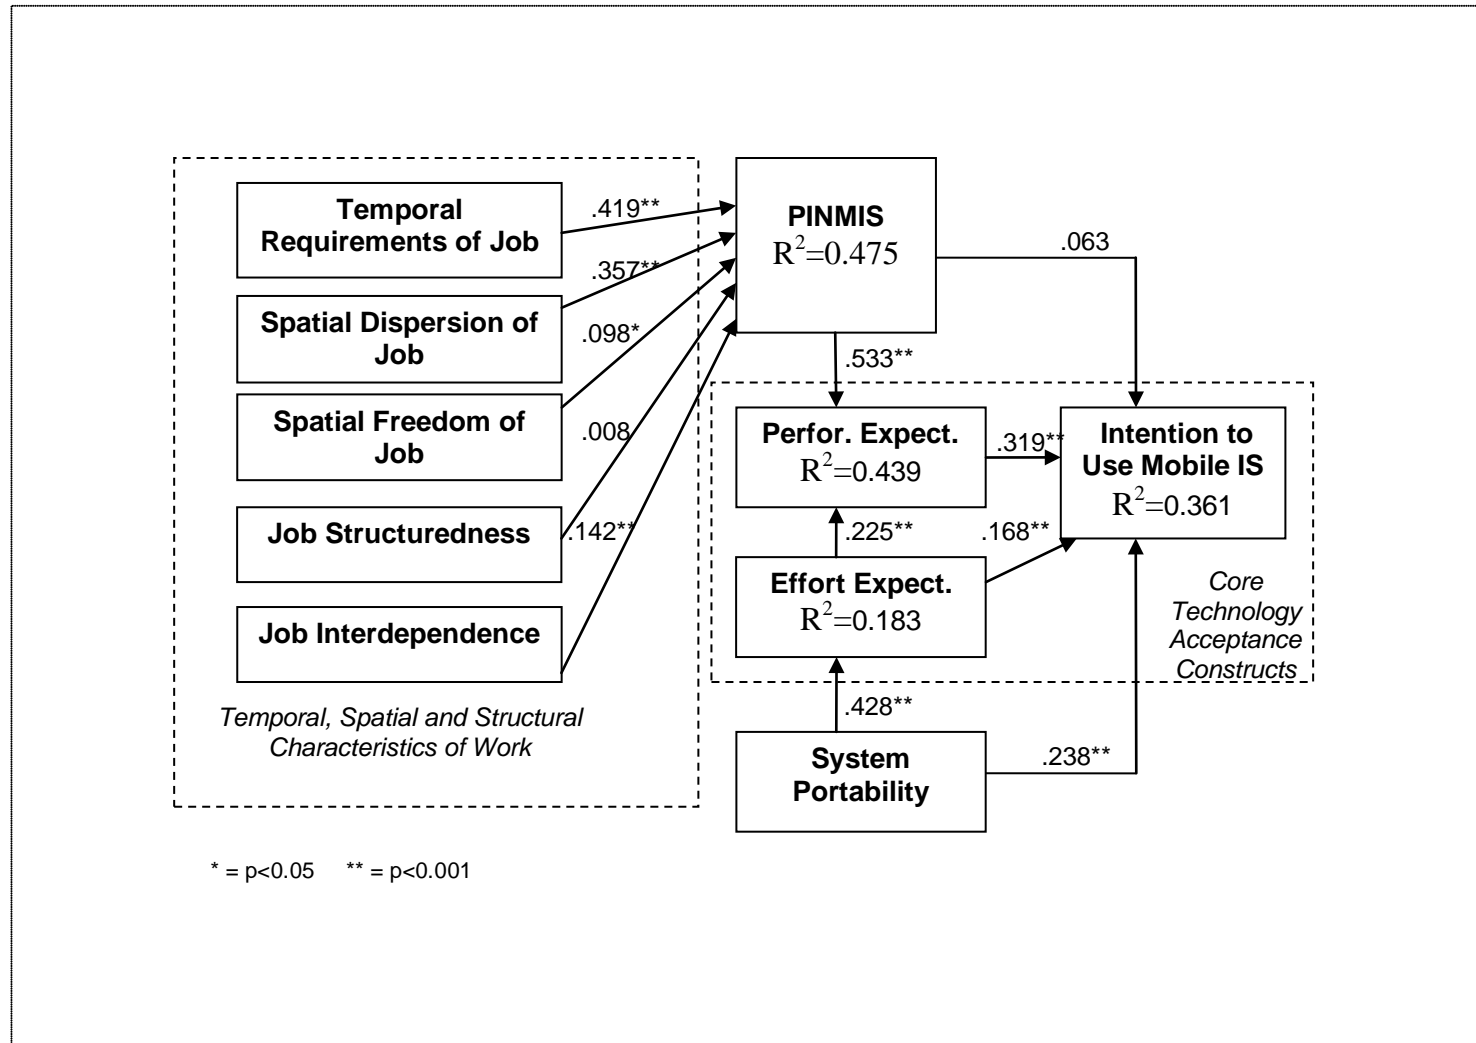 Temporal
Requirements of Job
Spatial Dispersion of
Job
Spatial Freedom of
Job
Job Structuredness
Job Interdependence
Temporal, Spatial and Structural
Characteristics of Work
.419**
.357**
.098*
.008
.142**
PINMIS
R²=0.475
.063
.533**
Perfor. Expect.
R²=0.439
.319**
Intention to
Use Mobile IS
R²=0.361
.225**
.168**
Effort Expect.
R²=0.183
Core
Technology
Acceptance
Constructs
.428**
System
Portability
.238**
* = p<0.05 ** = p<0.001